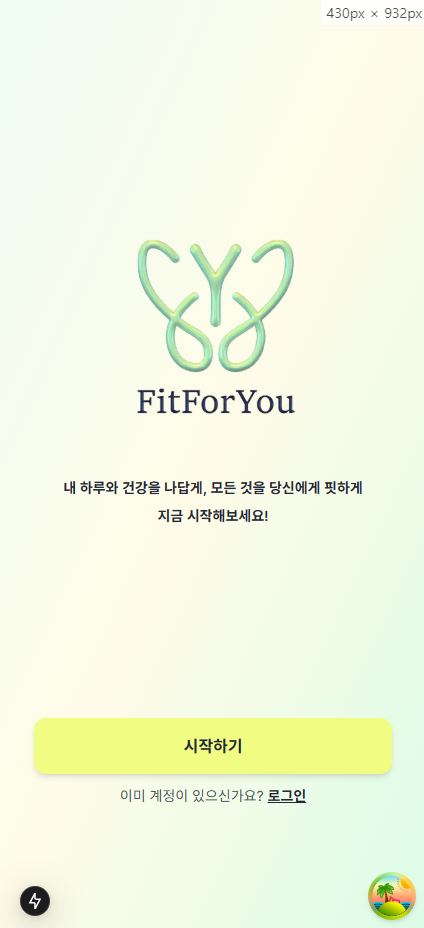 430px × 932px
FitForYou
내 하루와 건강을 나답게, 모든 것을 당신에게 핏하게
지금 시작해보세요!
시작하기
이미 계정이 있으신가요? 로그인